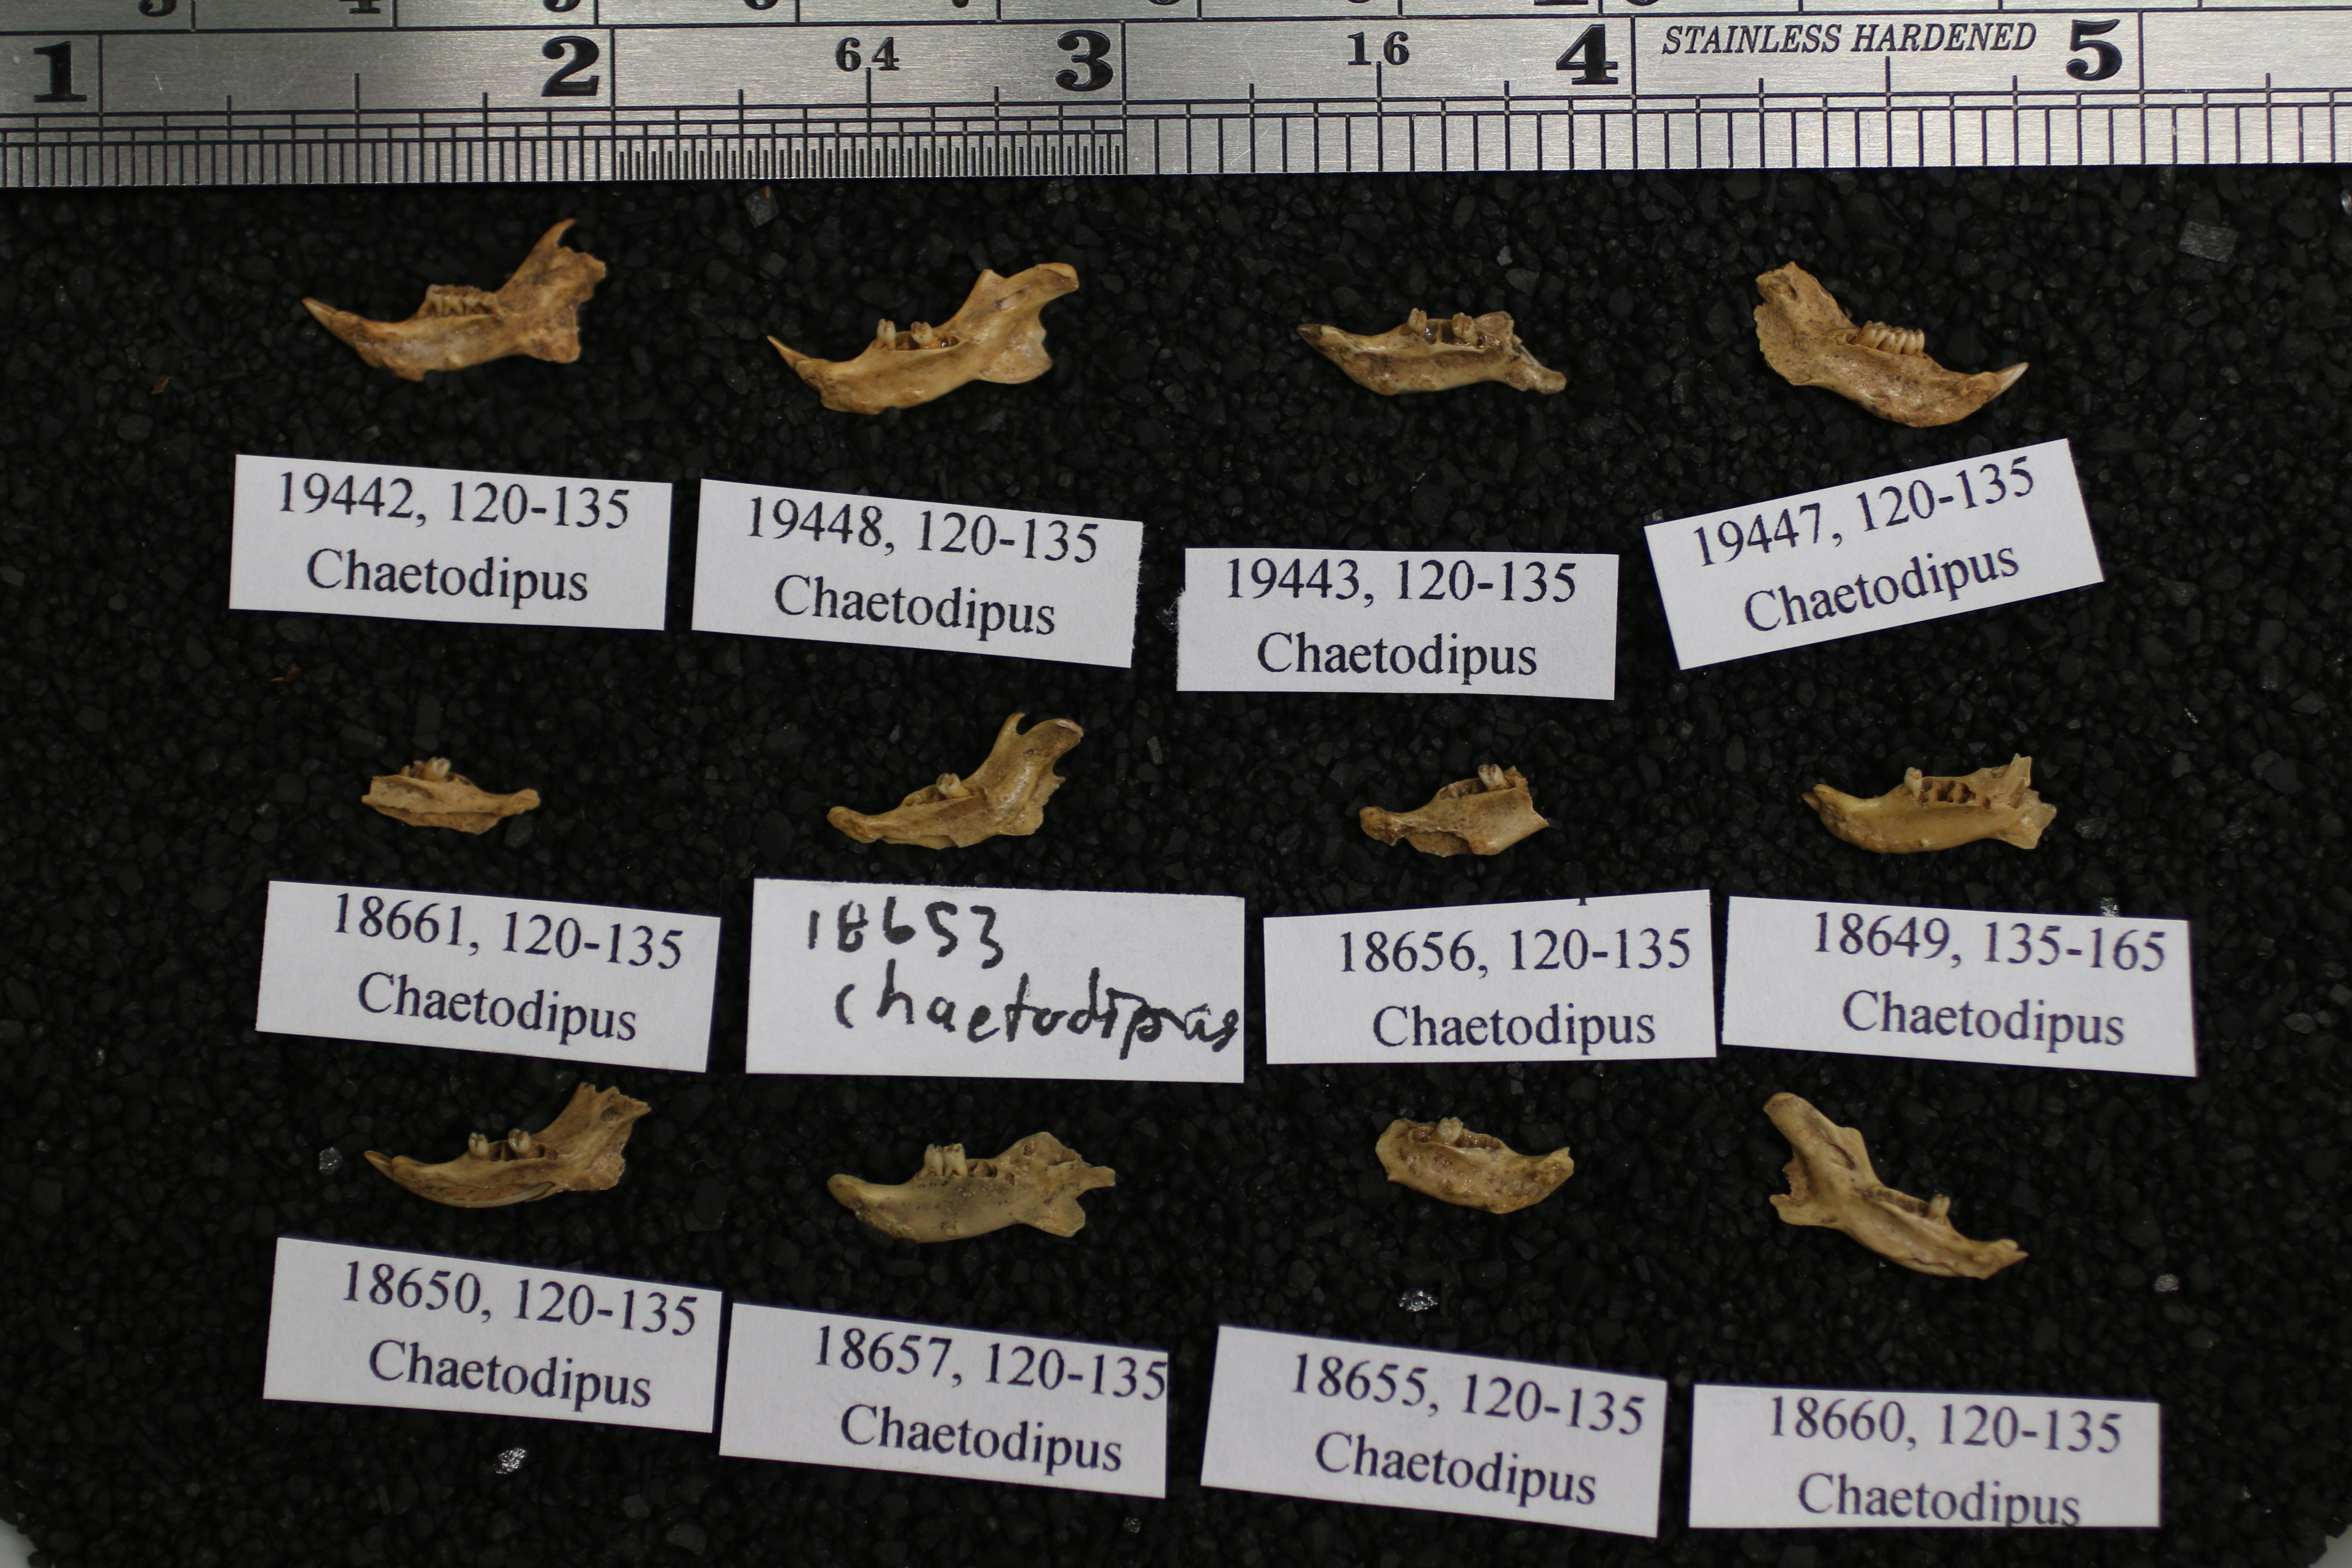 1 2 64 3 16 4 STAINLESS HARDENED 5
19442, 120-135
Chaetodipus
19448, 120-135
Chaetodipus
19443, 120-135
Chaetodipus
19447, 120-135
Chaetodipus
18661, 120-135
Chaetodipus
18653
Chaetodipus
18656, 120-135
Chaetodipus
18649, 135-165
Chaetodipus
18650, 120-135
Chaetodipus
18657, 120-135
Chaetodipus
18655, 120-135
Chaetodipus
18660, 120-135
Chaetodipus